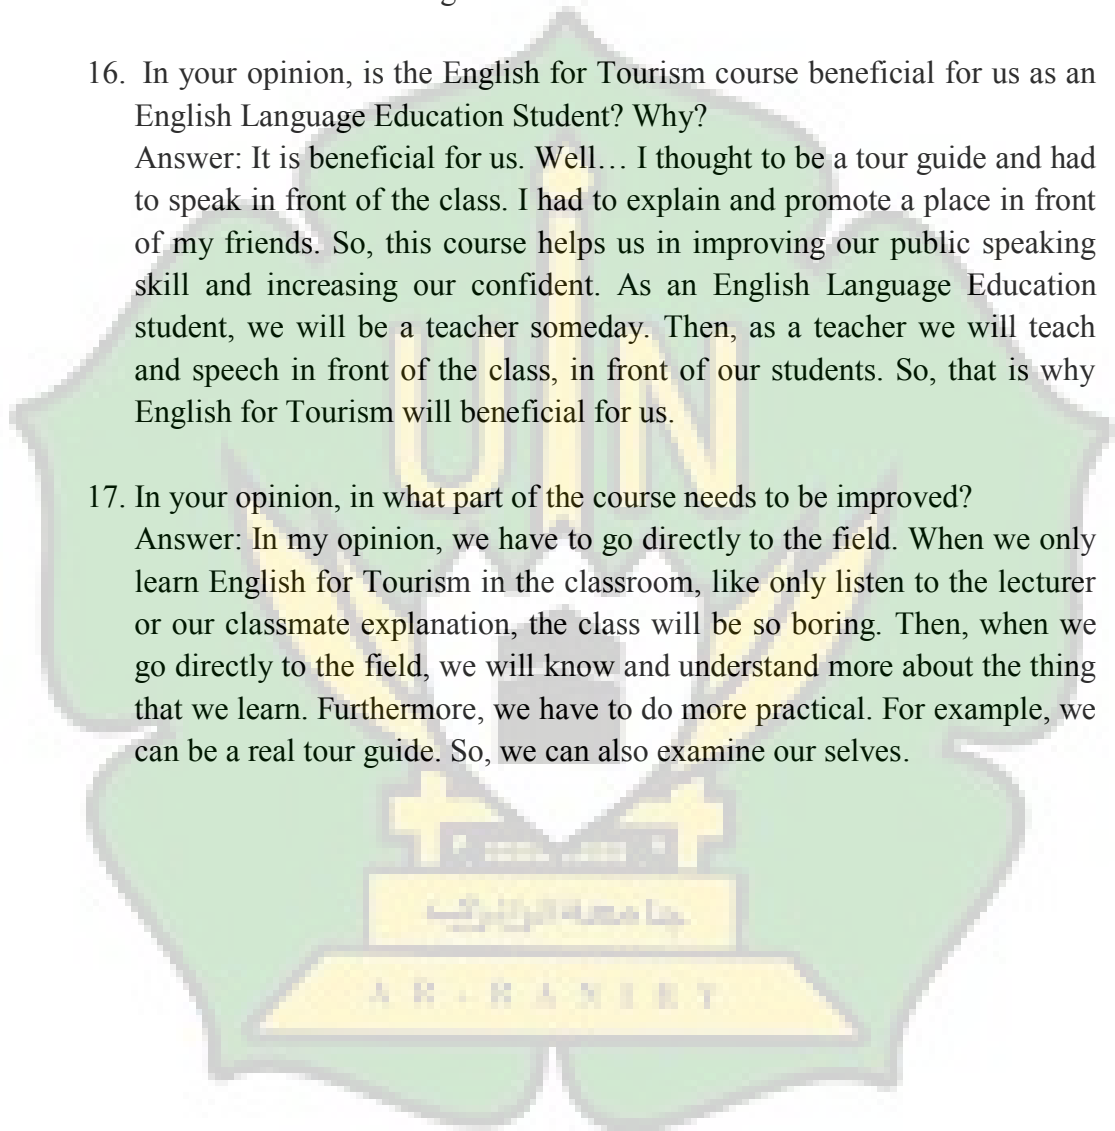 16. In your opinion, is the English for Tourism course beneficial for us as an
English Language Education Student? Why?
Answer: It is beneficial for us. Well… I thought to be a tour guide and had
to speak in front of the class. I had to explain and promote a place in front
of my friends. So, this course helps us in improving our public speaking
skill and increasing our confident. As an English Language Education
student, we will be a teacher someday. Then, as a teacher we will teach
and speech in front of the class, in front of our students. So, that is why
English for Tourism will beneficial for us.
17. In your opinion, in what part of the course needs to be improved?
Answer: In my opinion, we have to go directly to the field. When we only
learn English for Tourism in the classroom, like only listen to the lecturer
or our classmate explanation, the class will be so boring. Then, when we
go directly to the field, we will know and understand more about the thing
that we learn. Furthermore, we have to do more practical. For example, we
can be a real tour guide. So, we can also examine our selves.
UIN
جامعة الرانيري
AR-RANIRY